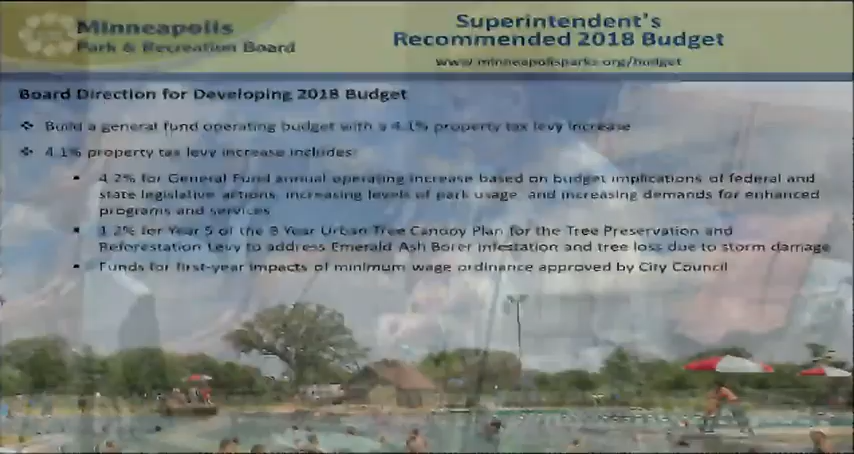 Minneapolis
Park & Recreation Board
Superintendent's
Recommended 2018 Budget
www.minneapolisparks.org/budget
Board Direction for Developing 2018 Budget
❖ Build a general fund operating budget with a 4.1% property tax levy increase
❖ 4.1% property tax levy increase includes:
▪ 4.2% for General Fund annual operating increase based on budget implications of federal and
state legislative actions, increasing levels of park usage, and increasing demands for enhanced
programs and services
▪ 1.2% for Year 5 of the 8 Year Urban Tree Canopy Plan for the Tree Preservation and
Reforestation Levy to address Emerald Ash Borer infestation and tree loss due to storm damage
▪ Funds for first-year impacts of minimum wage ordinance approved by City Council